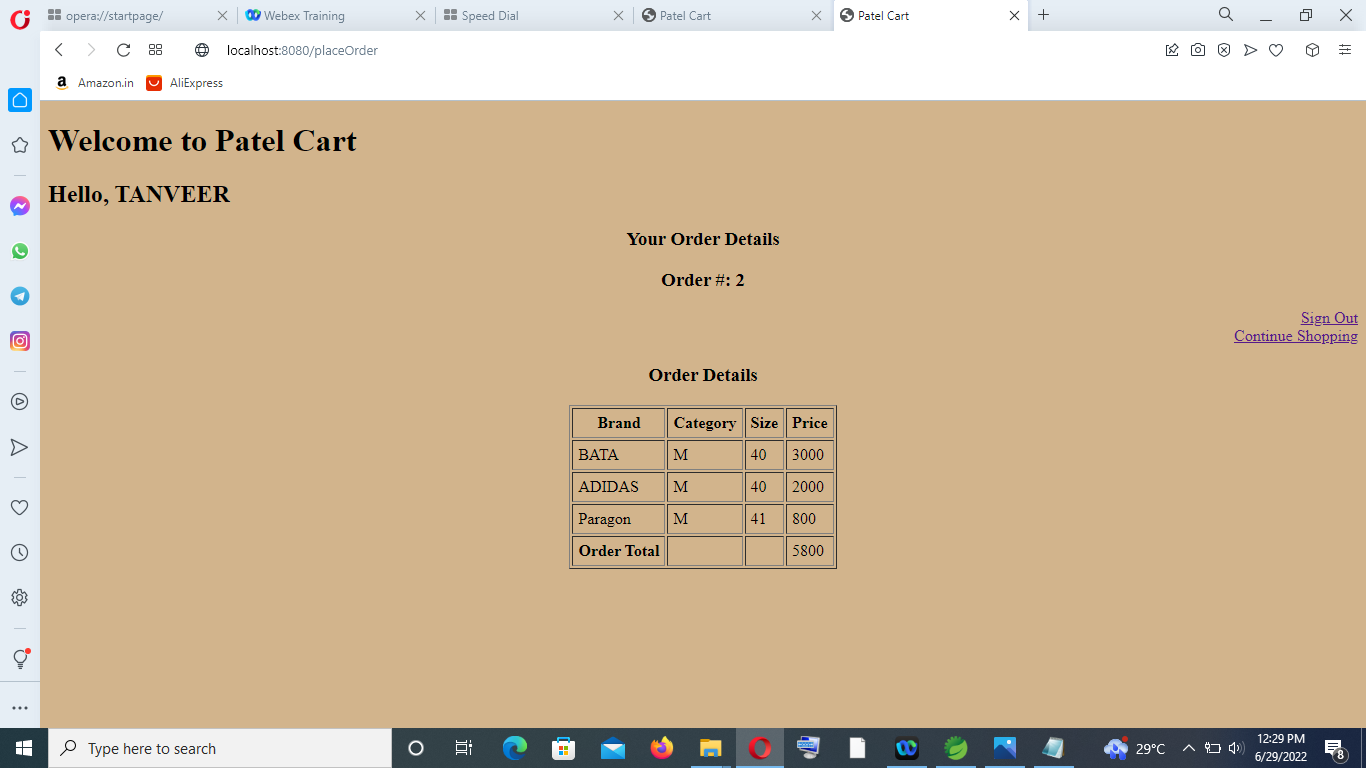 opera://startpage/ Webex Training Speed Dial Patel Cart Patel Cart
localhost:8080/placeOrder
a Amazon.in AliExpress
Welcome to Patel Cart
Hello, TANVEER
Your Order Details
Order #: 2
Sign Out
Continue Shopping
Order Details
Brand Category Size Price
BATA M 40 3000
ADIDAS M 40 2000
Paragon M 41 800
Order Total 5800
Type here to search
29°C
12:29 PM
6/29/2022
8